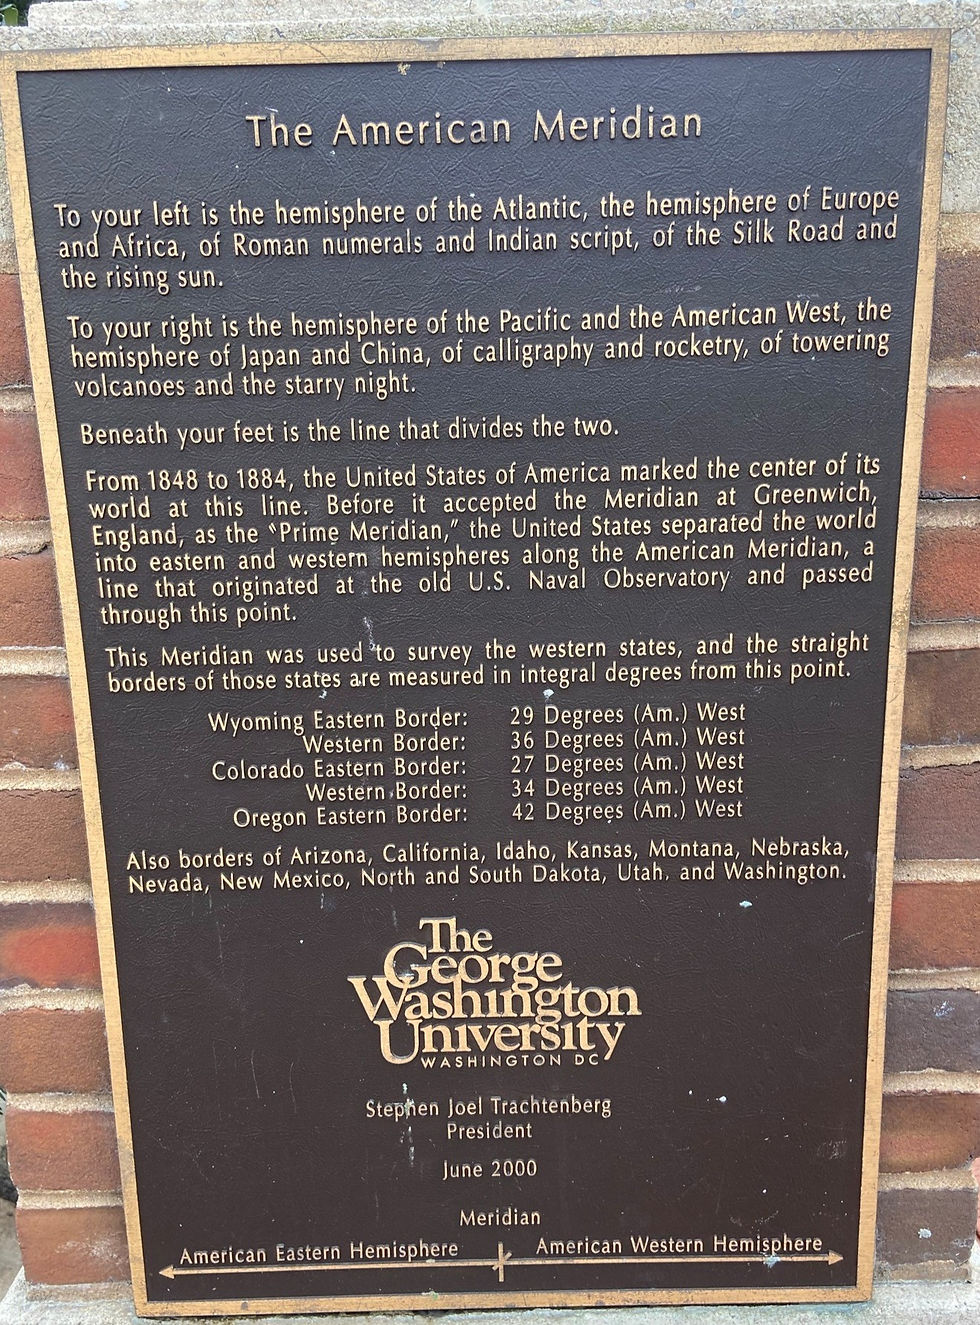 The American Meridian
To your left is the hemisphere of the Atlantic, the hemisphere of Europe
and Africa, of Roman numerals and Indian script, of the Silk Road and
the rising sun.
To your right is the hemisphere of the Pacific and the American West, the
hemisphere of Japan and China, of calligraphy and rocketry, of towering
volcanoes and the starry night.
Beneath your feet is the line that divides the two.
From 1848 to 1884, the United States of America marked the center of its
world at this line. Before it accepted the Meridian at Greenwich,
England, as the “Prime Meridian,” the United States separated the world
into eastern and western hemispheres along the American Meridian, a
line that originated at the old U.S. Naval Observatory and passed
through this point.
This Meridian was used to survey the western states, and the straight
borders of those states are measured in integral degrees from this point.
Wyoming Eastern Border: 29 Degrees (Am.) West
Western Border: 36 Degrees (Am.) West
Colorado Eastern Border: 27 Degrees (Am.) West
Western Border: 34 Degrees (Am.) West
Oregon Eastern Border: 42 Degrees (Am.) West
Also borders of Arizona, California, Idaho, Kansas, Montana, Nebraska,
Nevada, New Mexico, North and South Dakota, Utah, and Washington.
The
George
Washington
University
WASHINGTON DC
Stephen Joel Trachtenberg
President
June 2000
Meridian
American Eastern Hemisphere American Western Hemisphere